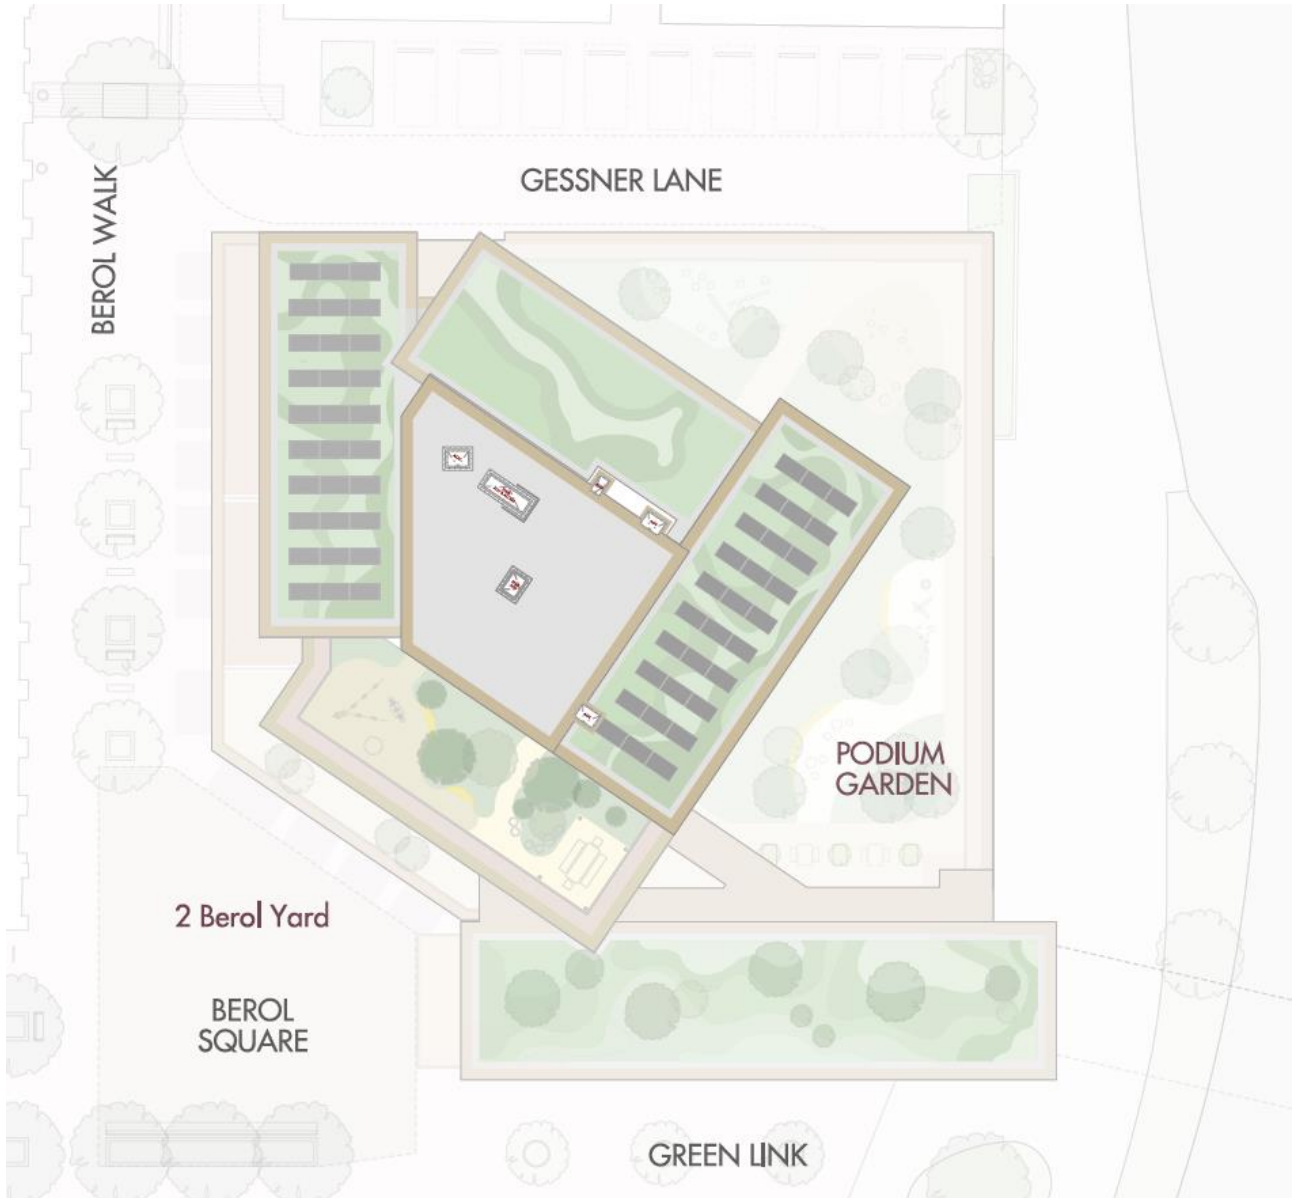 GESSNER LANE
BEROL WALK
PODIUM
GARDEN
2 Berol Yard
BEROL
SQUARE
GREEN LINK